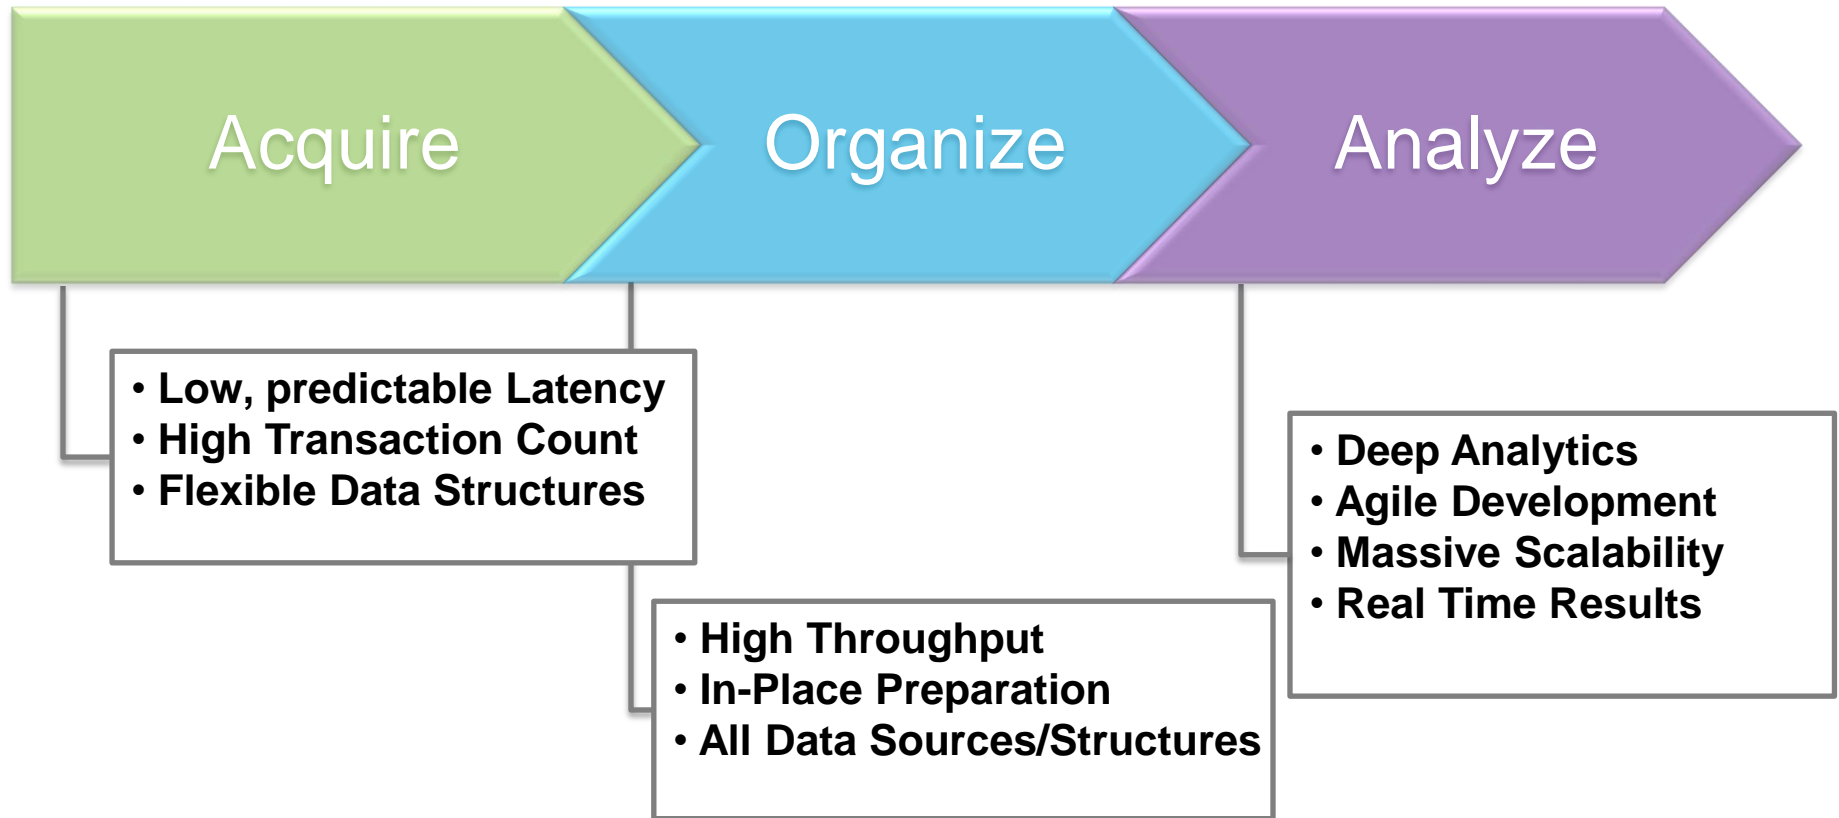 Acquire
Organize
Analyze
• Low, predictable Latency
• High Transaction Count
• Flexible Data Structures
• High Throughput
• In-Place Preparation
• All Data Sources/Structures
• Deep Analytics
• Agile Development
• Massive Scalability
• Real Time Results